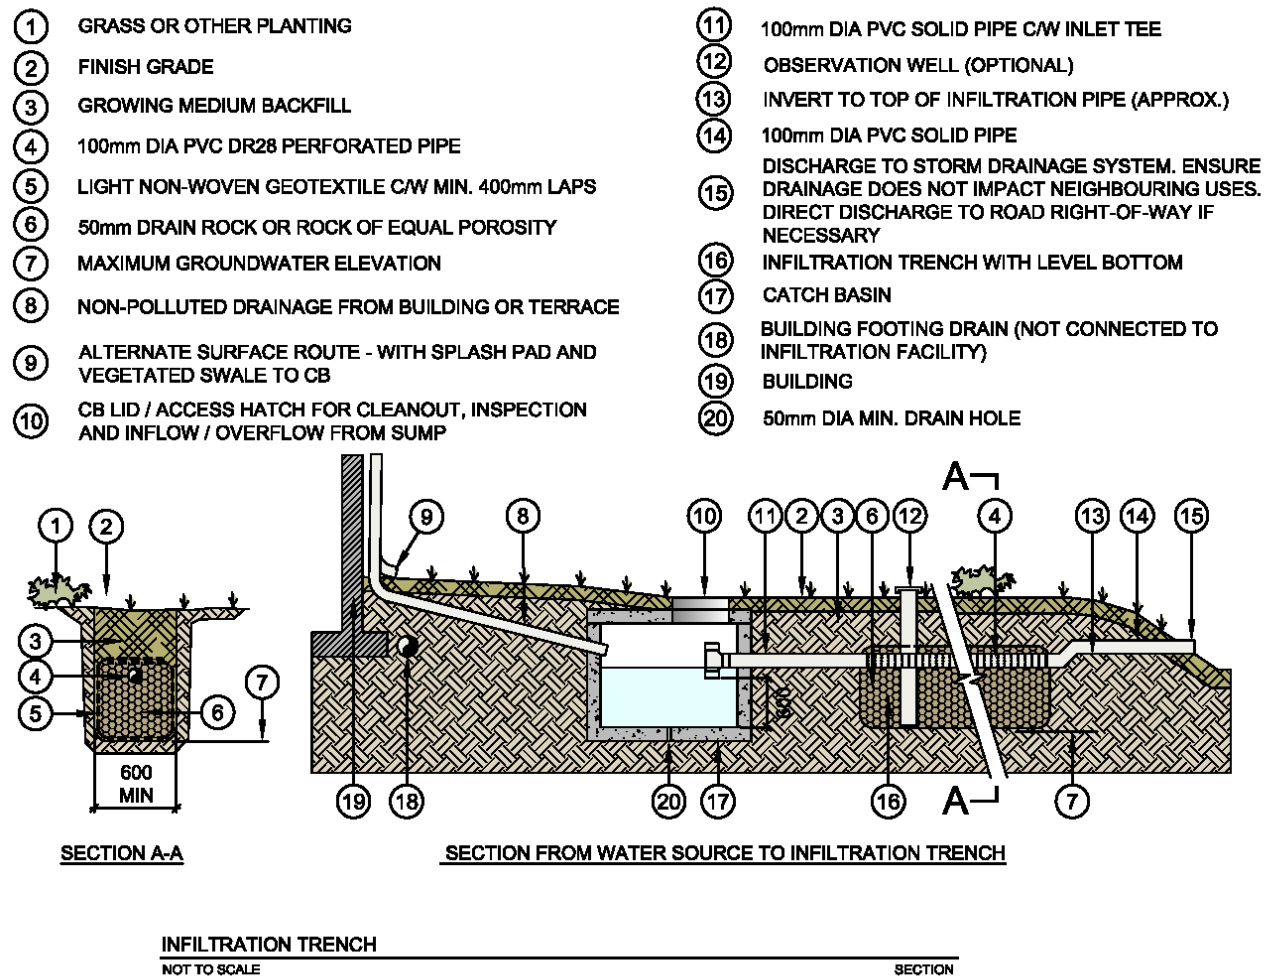 1 GRASS OR OTHER PLANTING
2 FINISH GRADE
3 GROWING MEDIUM BACKFILL
4 100mm DIA PVC DR28 PERFORATED PIPE
5 LIGHT NON-WOVEN GEOTEXTILE C/W MIN. 400mm LAPS
6 50mm DRAIN ROCK OR ROCK OF EQUAL POROSITY
7 MAXIMUM GROUNDWATER ELEVATION
8 NON-POLLUTED DRAINAGE FROM BUILDING OR TERRACE
9 ALTERNATE SURFACE ROUTE - WITH SPLASH PAD AND
VEGETATED SWALE TO CB
10 CB LID / ACCESS HATCH FOR CLEANOUT, INSPECTION
AND INFLOW / OVERFLOW FROM SUMP
11 100mm DIA PVC SOLID PIPE C/W INLET TEE
12 OBSERVATION WELL (OPTIONAL)
13 INVERT TO TOP OF INFILTRATION PIPE (APPROX.)
14 100mm DIA PVC SOLID PIPE
15 DISCHARGE TO STORM DRAINAGE SYSTEM. ENSURE
DRAINAGE DOES NOT IMPACT NEIGHBOURING USES.
DIRECT DISCHARGE TO ROAD RIGHT-OF-WAY IF
NECESSARY
16 INFILTRATION TRENCH WITH LEVEL BOTTOM
17 CATCH BASIN
18 BUILDING FOOTING DRAIN (NOT CONNECTED TO
INFILTRATION FACILITY)
19 BUILDING
20 50mm DIA MIN. DRAIN HOLE
1 2
3
4
5
6
7
600
MIN
SECTION A-A
A
9 8 10 11 2 3 6 12 4 13 14 15
600
19 18 20 17 16 A 7
SECTION FROM WATER SOURCE TO INFILTRATION TRENCH
INFILTRATION TRENCH
NOT TO SCALE SECTION